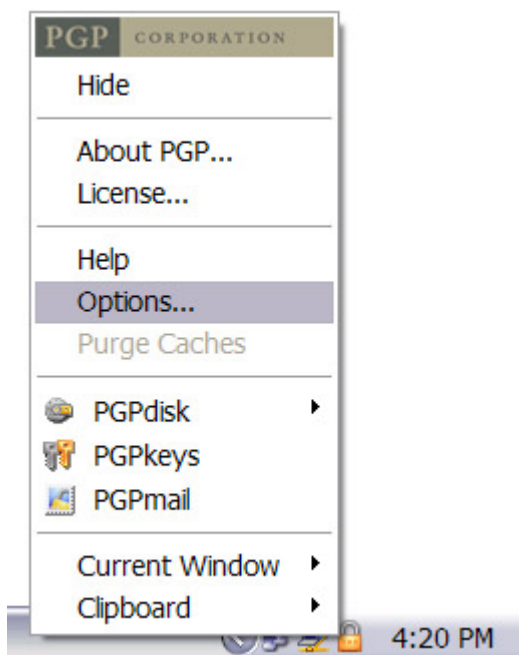 PGP CORPORATION
Hide
About PGP...
License...
Help
Options...
Purge Caches
PGPdisk
PGPkeys
PGPmail
Current Window
Clipboard
4:20 PM